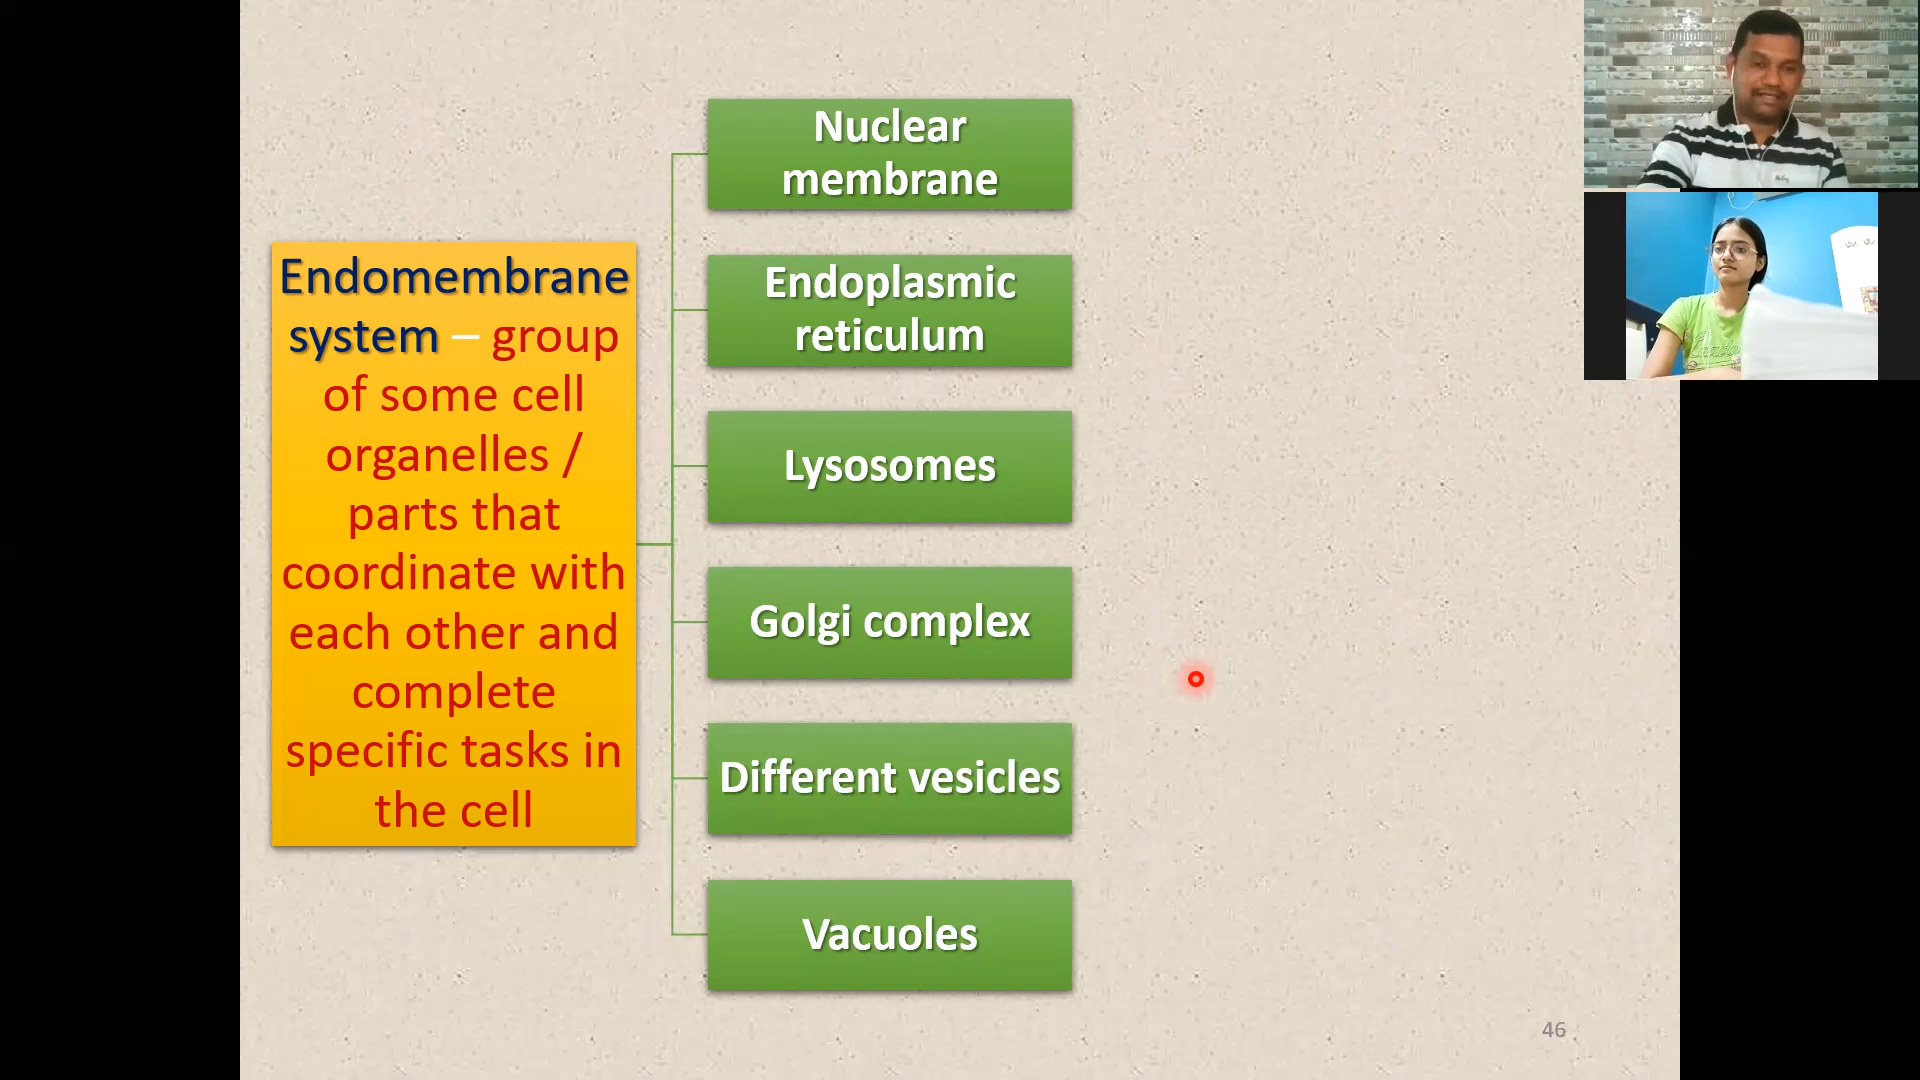 Endomembrane
system – group
of some cell
organelles /
parts that
coordinate with
each other and
complete
specific tasks in
the cell
Nuclear
membrane
Endoplasmic
reticulum
Lysosomes
Golgi complex
Different vesicles
Vacuoles
46